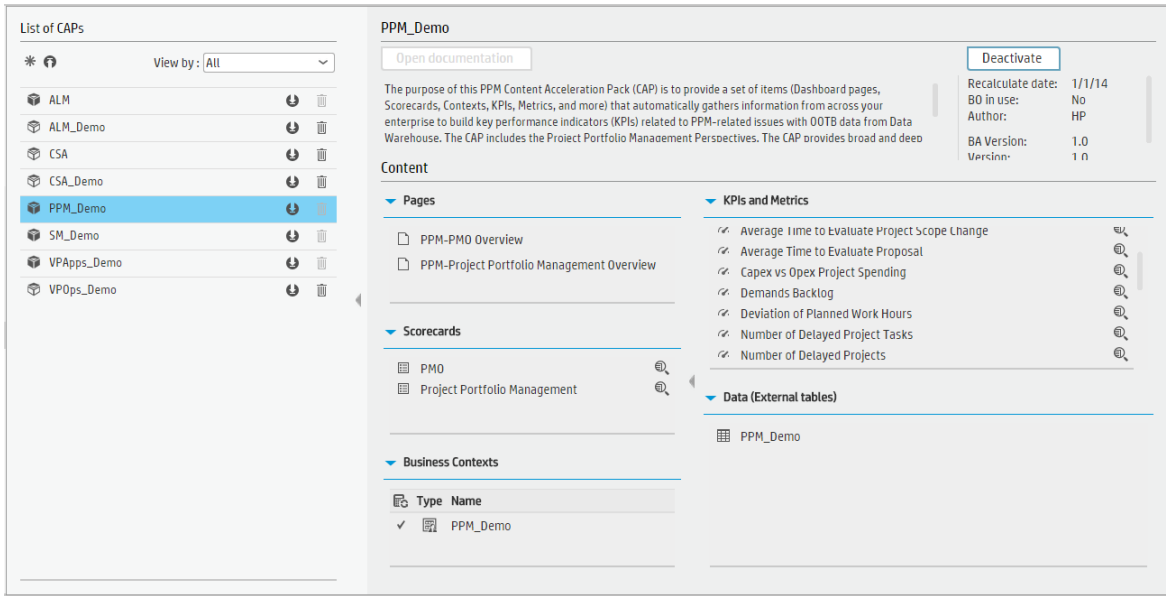 List of CAPs
View by : All
ALM
ALM_Demo
CSA
CSA_Demo
PPM_Demo
SM_Demo
VPApps_Demo
VPOps_Demo
PPM_Demo
Open documentation
Deactivate
The purpose of this PPM Content Acceleration Pack (CAP) is to provide a set of items (Dashboard pages,
Scorecards, Contexts, KPIs, Metrics, and more) that automatically gathers information from across your
enterprise to build key performance indicators (KPIs) related to PPM-related issues with OOTB data from Data
Warehouse. The CAP includes the Project Portfolio Management Perspectives. The CAP provides broad and deep
Recalculate date: 1/1/14
BO in use: No
Author: HP
BA Version: 1.0
Version: 1.0
Content
Pages
PPM-PMO Overview
PPM-Project Portfolio Management Overview
Scorecards
PMO
Project Portfolio Management
Business Contexts
Type Name
PPM_Demo
KPIs and Metrics
Average Time to Evaluate Project Scope Change
Average Time to Evaluate Proposal
Capex vs Opex Project Spending
Demands Backlog
Deviation of Planned Work Hours
Number of Delayed Project Tasks
Number of Delayed Projects
Data (External tables)
PPM_Demo